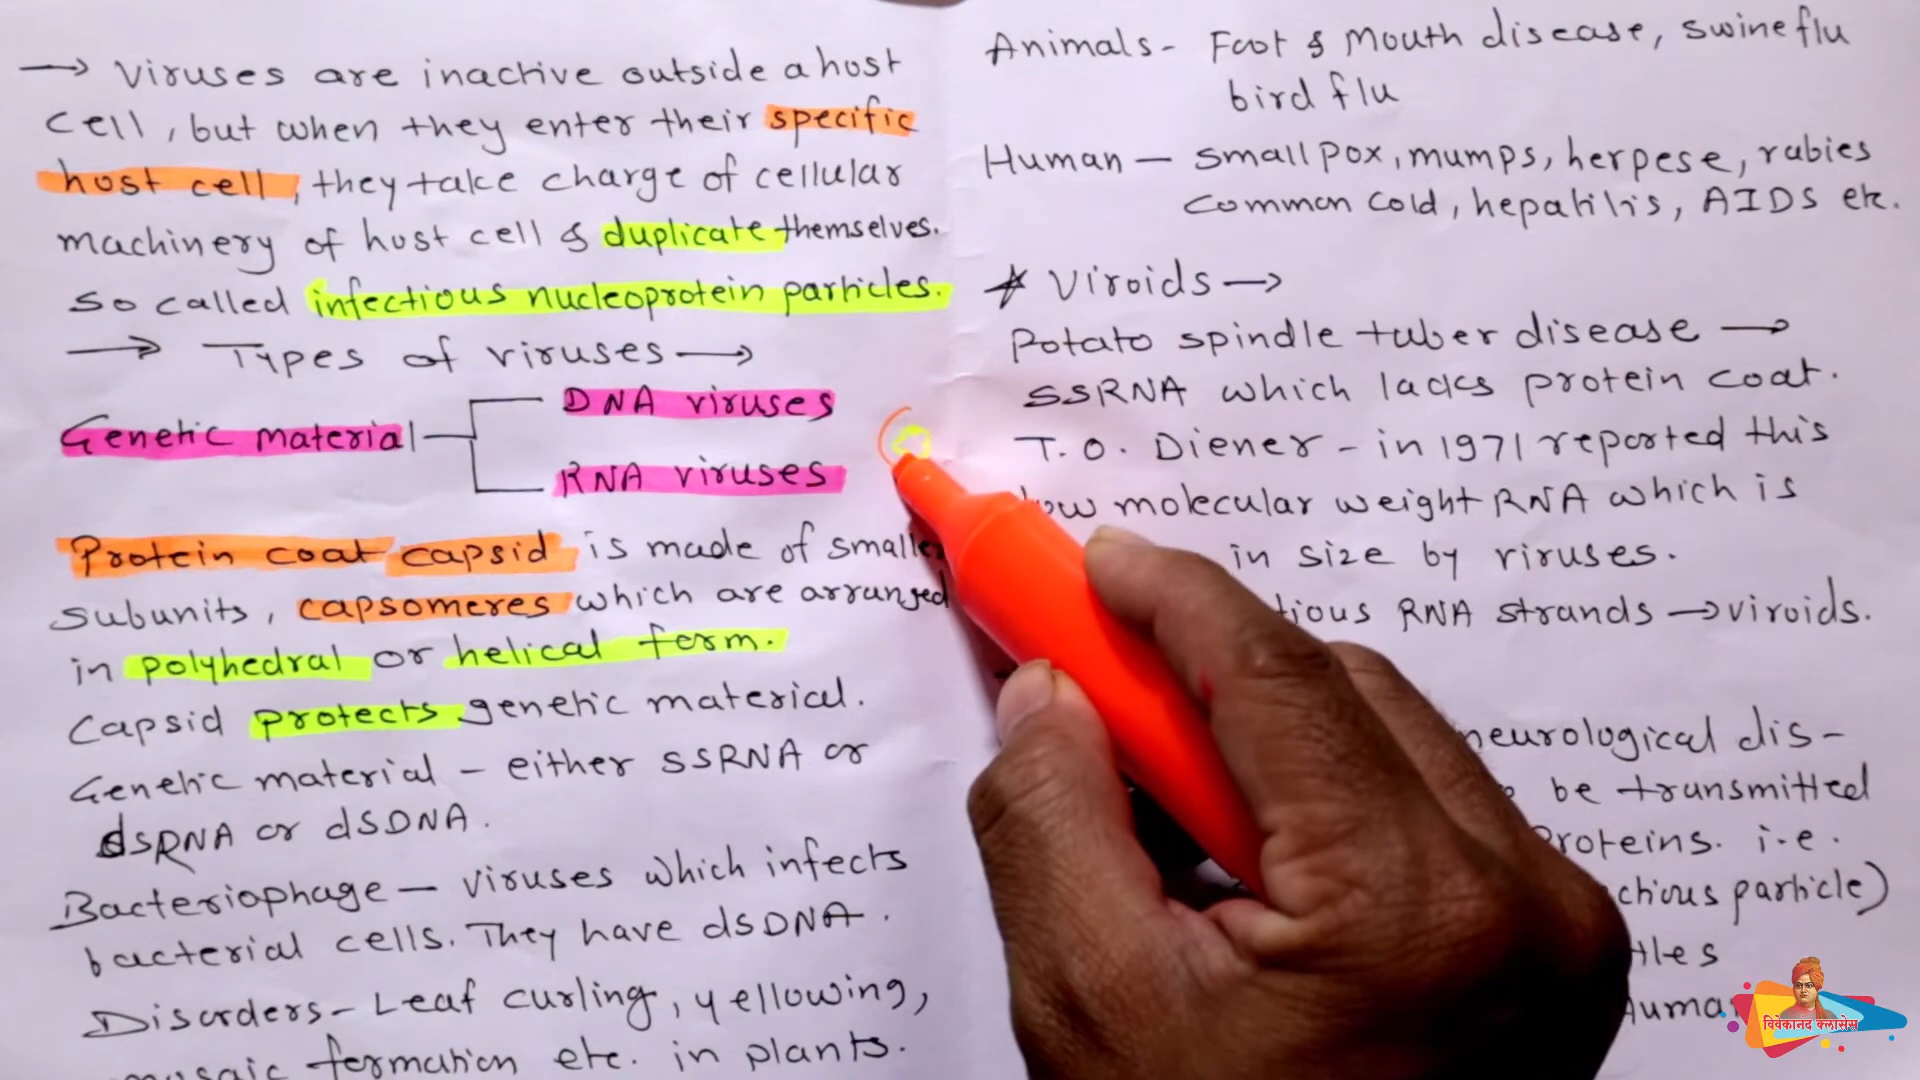 → Viruses are inactive outside a host
cell, but when they enter their specific
host cell, they take charge of cellular
machinery of host cell & duplicate themselves.
so called infectious nucleoprotein particles.
→ Types of viruses →
DNA viruses
Genetic material
RNA viruses
Protein coat capsid is made of smaller
subunits, capsomeres which are arranged
in polyhedral or helical form.
Capsid protects genetic material.
Genetic material - either SSRNA or
dSRNA or dSDNA.
Bacteriophage - viruses which infects
bacterial cells. They have dsDNA.
Disorders - Leaf curling, yellowing,
mosaic formation etc. in plants.
Animals - Foot & Mouth disease, swine flu
bird flu
Human - small pox, mumps, herpese, rabies
common cold, hepatitis, AIDS etc.
* Viroids →
Potato spindle tuber disease →
SSRNA which lacks protein coat.
T.O. Diener - in 1971 reported this
low molecular weight RNA which is
in size by viruses.
RNA strands → viroids.
neurological dis-
be transmitted
proteins. i.e.
particle)
विवेकानंद क्लासेस